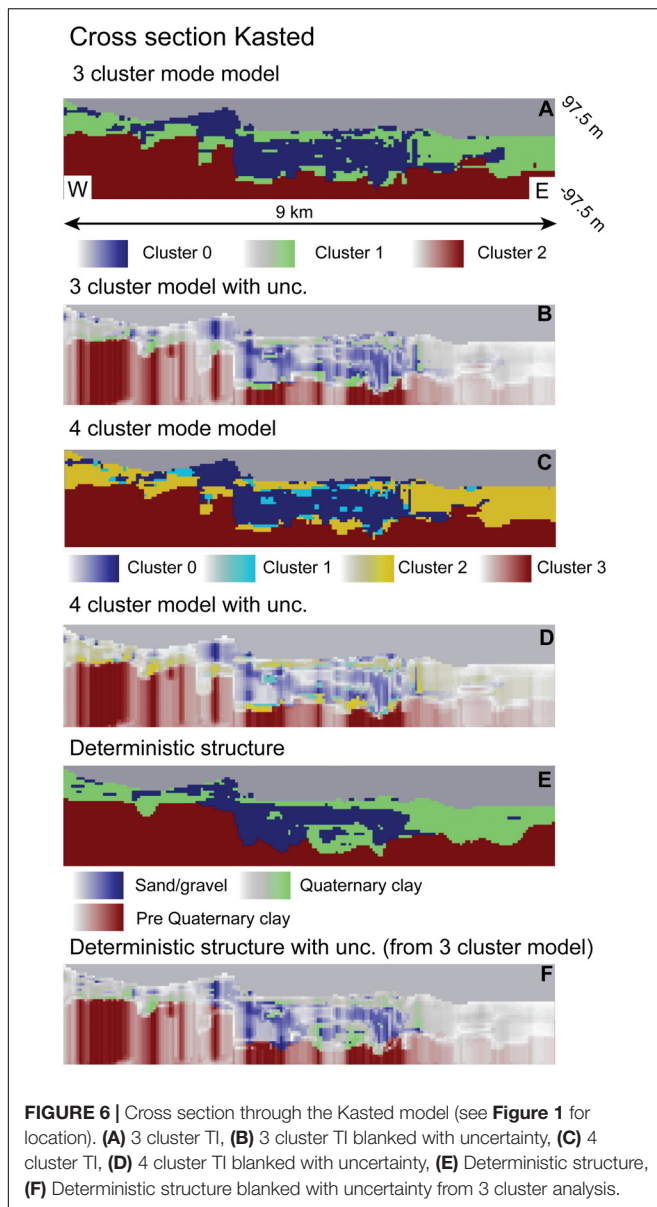 Cross section Kasted
3 cluster mode model
A
97.5 m
W
E
-97.5 m
9 km
Cluster 0 Cluster 1 Cluster 2
3 cluster model with unc.
B
4 cluster mode model
C
Cluster 0 Cluster 1 Cluster 2 Cluster 3
4 cluster model with unc.
D
Deterministic structure
E
Sand/gravel Quaternary clay
Pre Quaternary clay
Deterministic structure with unc. (from 3 cluster model)
F
FIGURE 6 | Cross section through the Kasted model (see Figure 1 for
location). (A) 3 cluster TI, (B) 3 cluster TI blanked with uncertainty, (C) 4
cluster TI, (D) 4 cluster TI blanked with uncertainty, (E) Deterministic structure,
(F) Deterministic structure blanked with uncertainty from 3 cluster analysis.